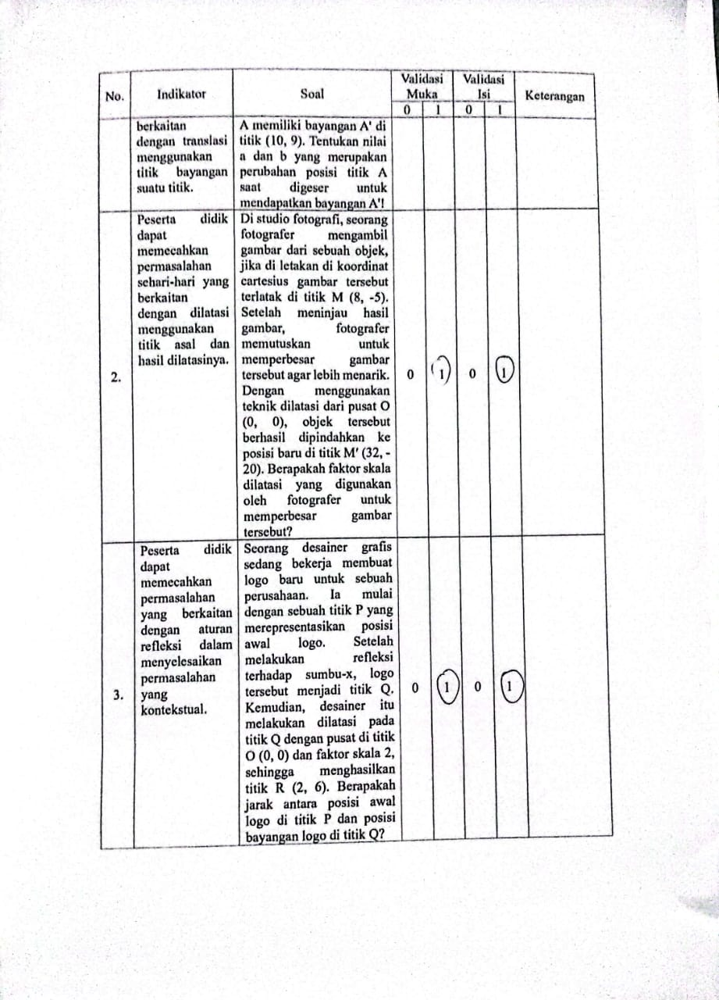 No.
Indikator
Soal
Validasi
Muka
Validasi
Isi
Keterangan
0 1 0 1
berkaitan
dengan translasi
menggunakan
titik bayangan
suatu titik.
A memiliki bayangan A' di
titik (10, 9). Tentukan nilai
a dan b yang merupakan
perubahan posisi titik A
saat digeser untuk
mendapatkan bayangan A'!
2.
Peserta didik
dapat
memecahkan
permasalahan
sehari-hari yang
berkaitan
dengan dilatasi
menggunakan
titik asal dan
hasil dilatasinya.
Di studio fotografi, seorang
fotografer mengambil
gambar dari sebuah objek,
jika di letakan di koordinat
cartesius gambar tersebut
terlatak di titik M (8, -5).
Setelah meninjau hasil
gambar, fotografer
memutuskan untuk
memperbesar gambar
tersebut agar lebih menarik.
Dengan menggunakan
teknik dilatasi dari pusat O
(0, 0), objek tersebut
berhasil dipindahkan ke
posisi baru di titik M' (32, -
20). Berapakah faktor skala
dilatasi yang digunakan
oleh fotografer untuk
memperbesar gambar
tersebut?
0 1 0 1
3.
Peserta didik
dapat
memecahkan
permasalahan
yang berkaitan
dengan aturan
refleksi dalam
menyelesaikan
permasalahan
yang
kontekstual.
Seorang desainer grafis
sedang bekerja membuat
logo baru untuk sebuah
perusahaan. Ia mulai
dengan sebuah titik P yang
merepresentasikan posisi
awal logo. Setelah
melakukan refleksi
terhadap sumbu-x, logo
tersebut menjadi titik Q.
Kemudian, desainer itu
melakukan dilatasi pada
titik Q dengan pusat di titik
O (0, 0) dan faktor skala 2,
sehingga menghasilkan
titik R (2, 6). Berapakah
jarak antara posisi awal
logo di titik P dan posisi
bayangan logo di titik Q?
0 1 0 1